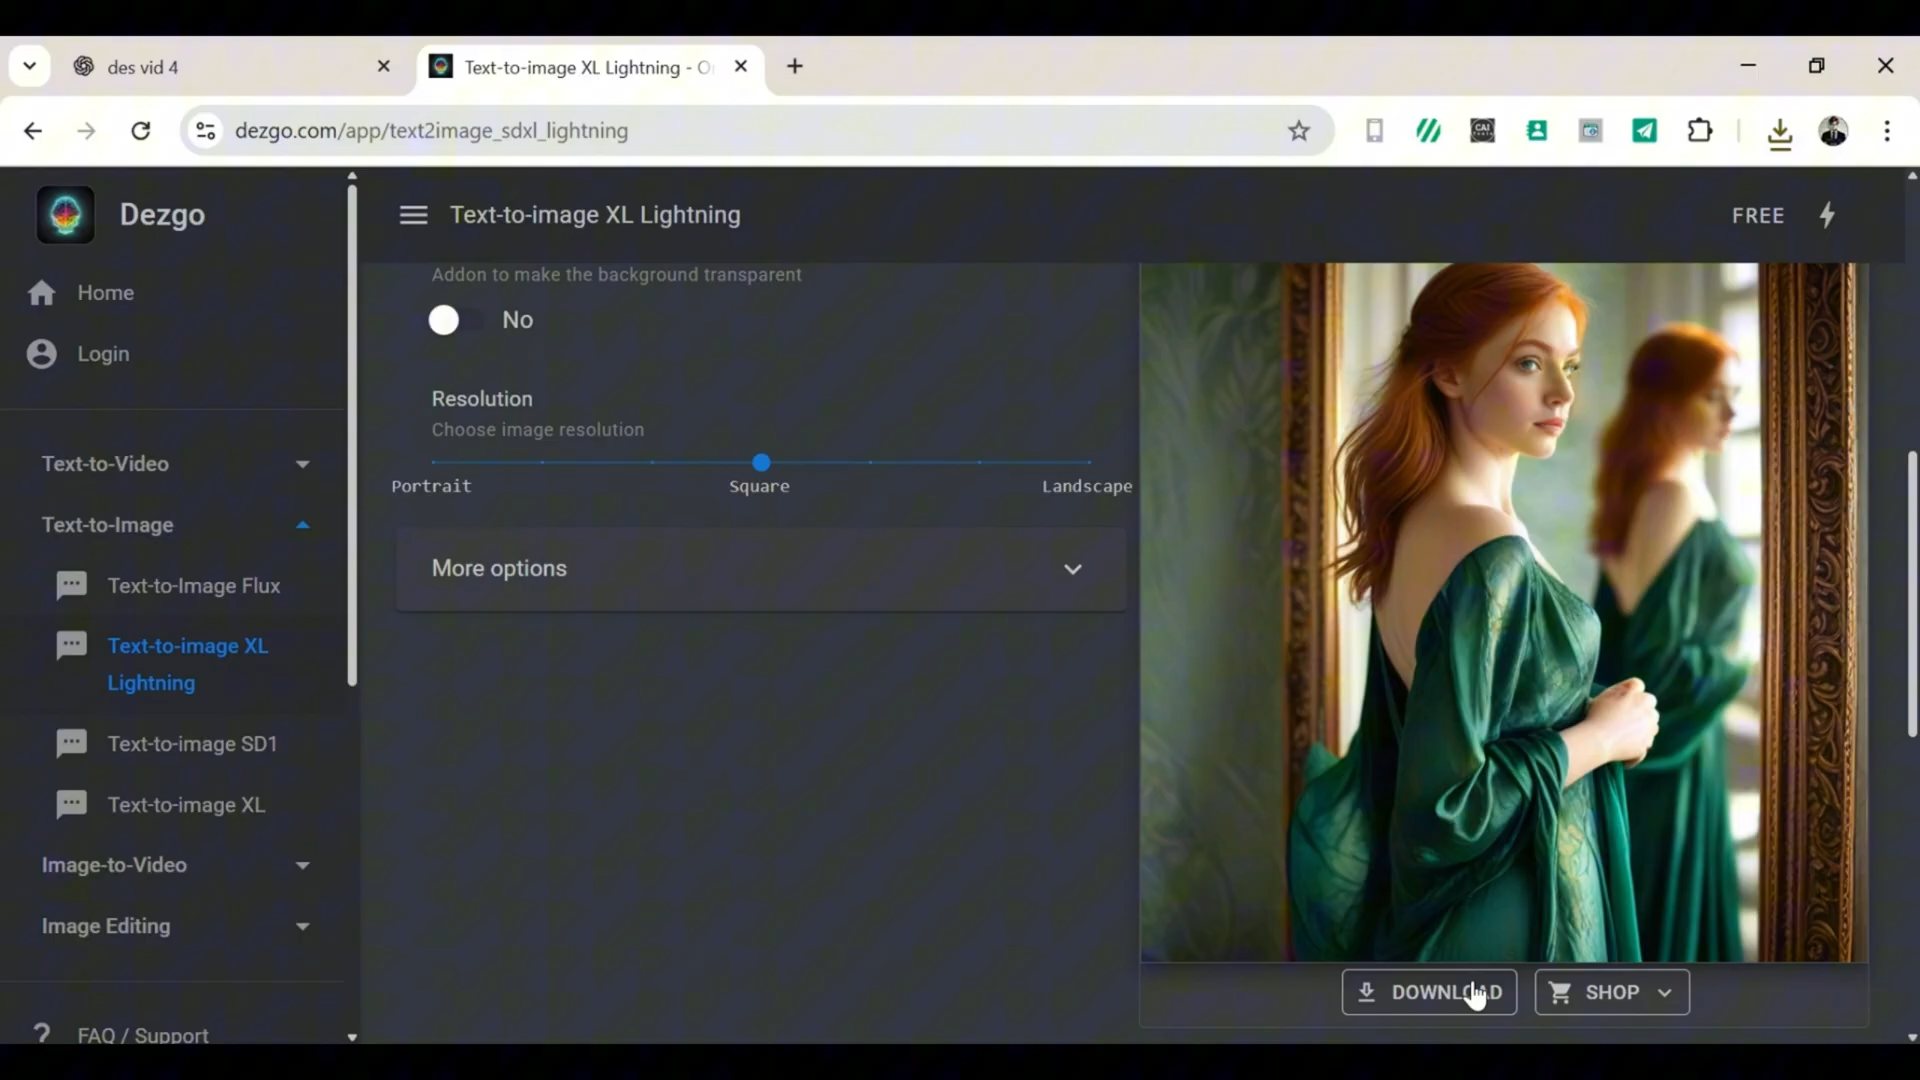 des vid 4
Text-to-image XL Lightning - O
dezgo.com/app/text2image_sdxl_lightning
CAI
Dezgo
Text-to-image XL Lightning
FREE
Home
Login
Text-to-Video
Text-to-Image
Text-to-Image Flux
Text-to-image XL
Lightning
Text-to-image SD1
Text-to-image XL
Image-to-Video
Image Editing
FAQ / Support
Addon to make the background transparent
No
Resolution
Choose image resolution
Portrait Square Landscape
More options
DOWNLOAD
SHOP